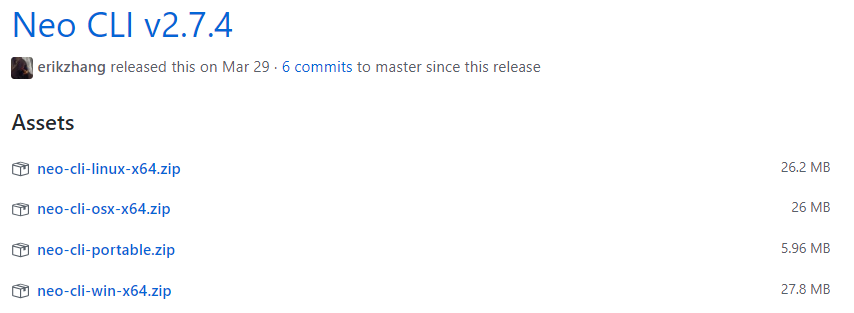 Neo CLI v2.7.4
erikzhang released this on Mar 29 · 6 commits to master since this release
Assets
neo-cli-linux-x64.zip 26.2 MB
neo-cli-osx-x64.zip 26 MB
neo-cli-portable.zip 5.96 MB
neo-cli-win-x64.zip 27.8 MB